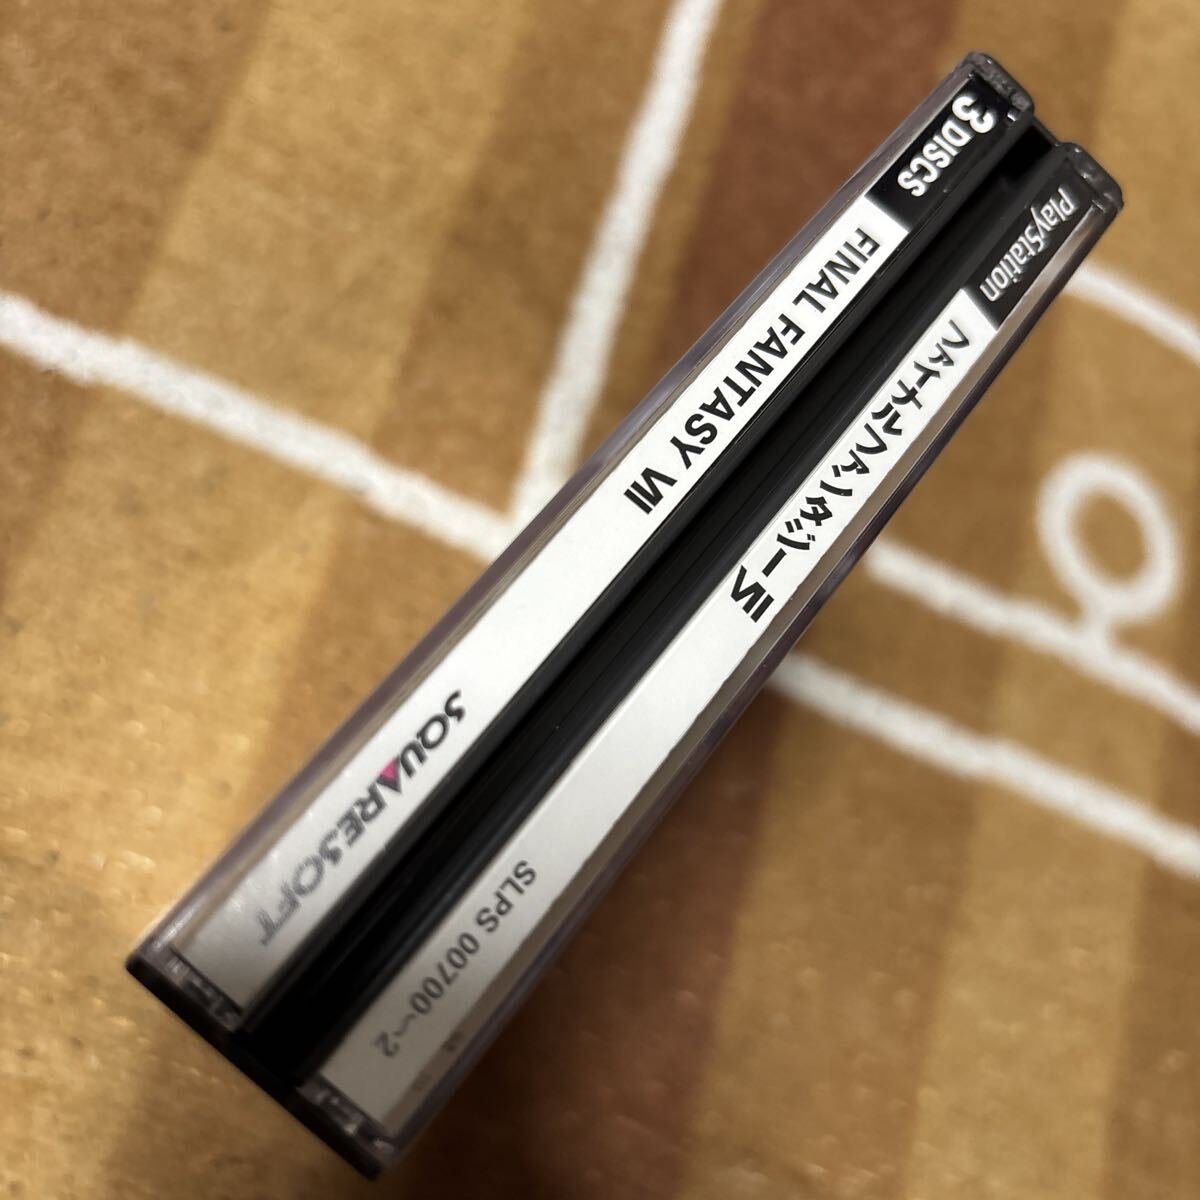 3 DISCS
FINAL FANTASY VII
SQUARESOFT
PlayStation
ファイナルファンタジーⅦ
SLPS 00700~2